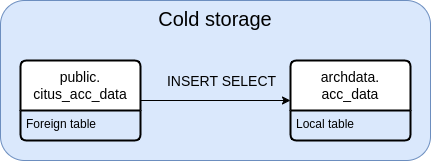 Cold storage
public.
citus_acc_data
Foreign table
INSERT SELECT
archdata.
acc_data
Local table